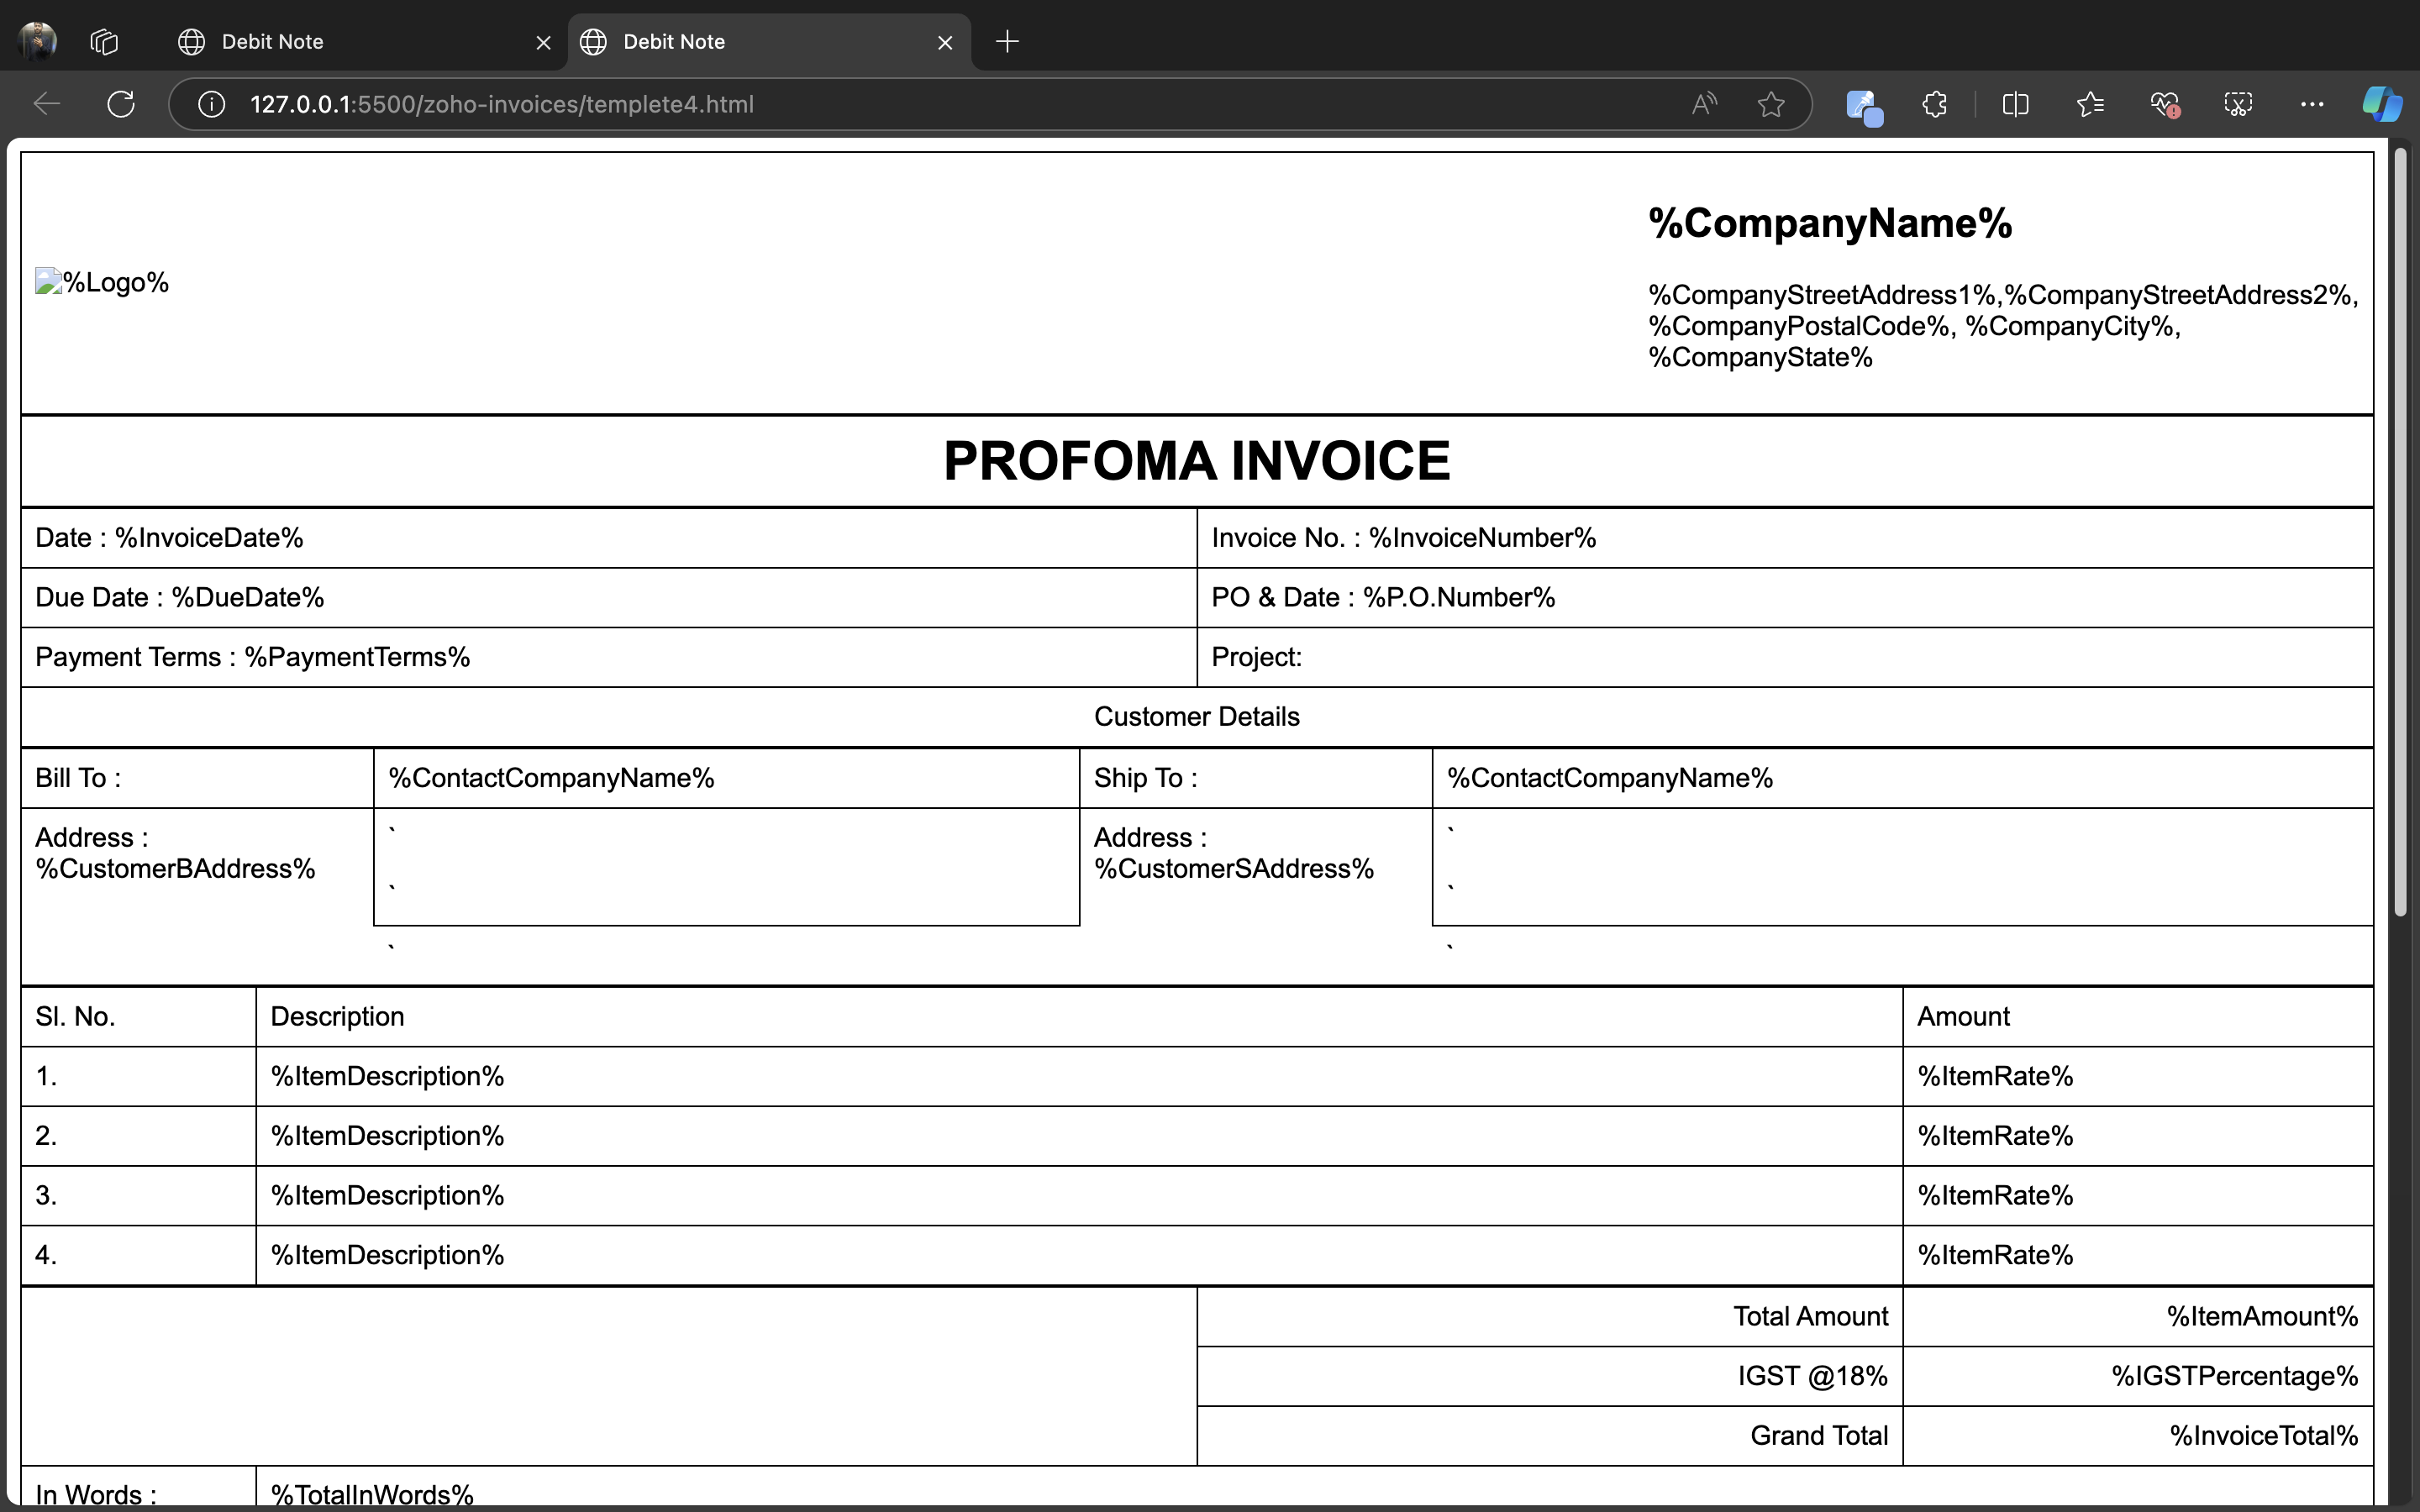 Debit Note
Debit Note
127.0.0.1:5500/zoho-invoices/templete4.html
%CompanyName%
%Logo%
%CompanyStreetAddress1%,%CompanyStreetAddress2%,
%CompanyPostalCode%, %CompanyCity%,
%CompanyState%
PROFOMA INVOICE
Date : %InvoiceDate%
Invoice No. : %InvoiceNumber%
Due Date : %DueDate%
PO & Date : %P.O.Number%
Payment Terms : %PaymentTerms%
Project:
Customer Details
Bill To :
%ContactCompanyName%
Ship To :
%ContactCompanyName%
Address :
%CustomerBAddress%
`
`
`
Address :
%CustomerSAddress%
`
`
`
Sl. No.
Description
Amount
1.
%ItemDescription%
%ItemRate%
2.
%ItemDescription%
%ItemRate%
3.
%ItemDescription%
%ItemRate%
4.
%ItemDescription%
%ItemRate%
Total Amount
%ItemAmount%
IGST @18%
%IGSTPercentage%
Grand Total
%InvoiceTotal%
In Words :
%TotalInWords%